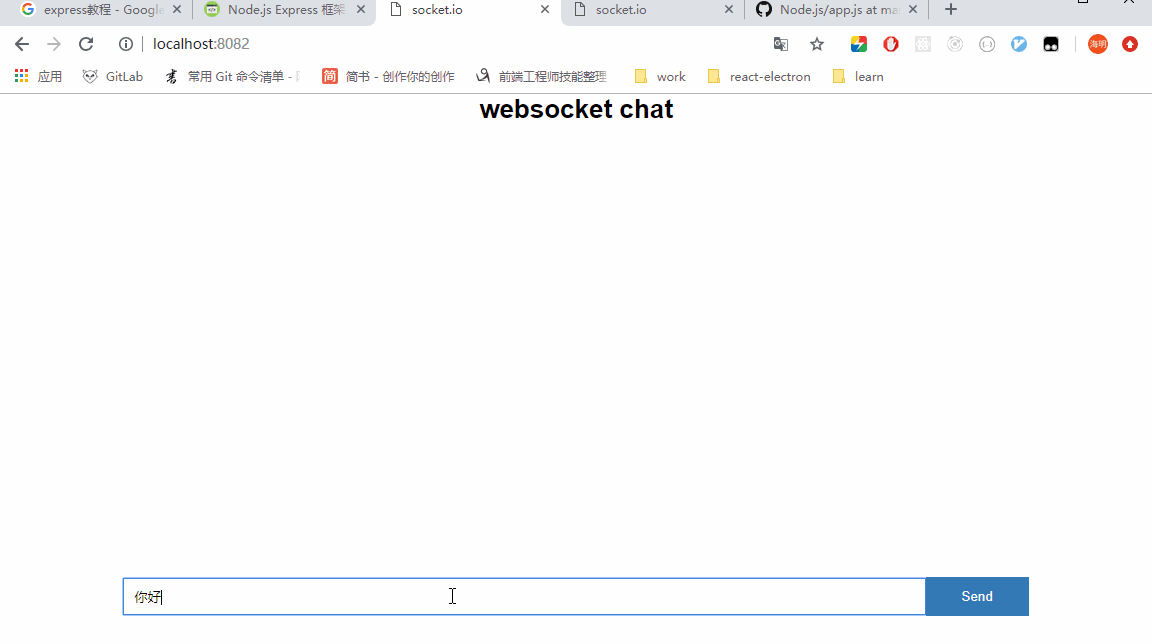 express教程 - Google
Node.js Express 框架
socket.io
socket.io
Node.js/app.js at ma
localhost:8082
海明
应用
GitLab
常用 Git 命令清单 -
简 简书 - 创作你的创作
前端工程师技能整理
work
react-electron
learn
websocket chat
你好
Send